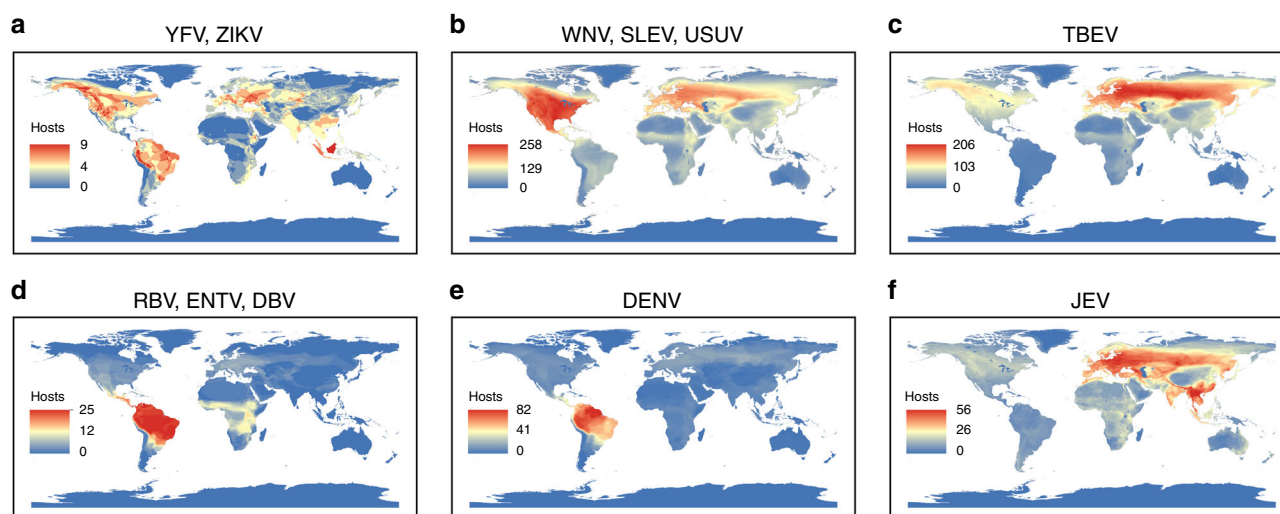 a
YFV, ZIKV
Hosts
9
4
0
b
WNV, SLEV, USUV
Hosts
258
129
0
c
TBEV
Hosts
206
103
0
d
RBV, ENTV, DBV
Hosts
25
12
0
e
DENV
Hosts
82
41
0
f
JEV
Hosts
56
26
0